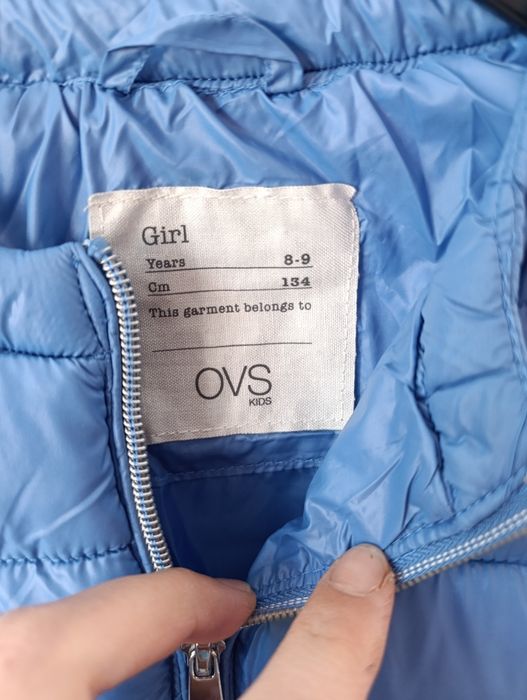 Girl
Years 8-9
Cm 134
This garment belongs to
OVS
KIDS